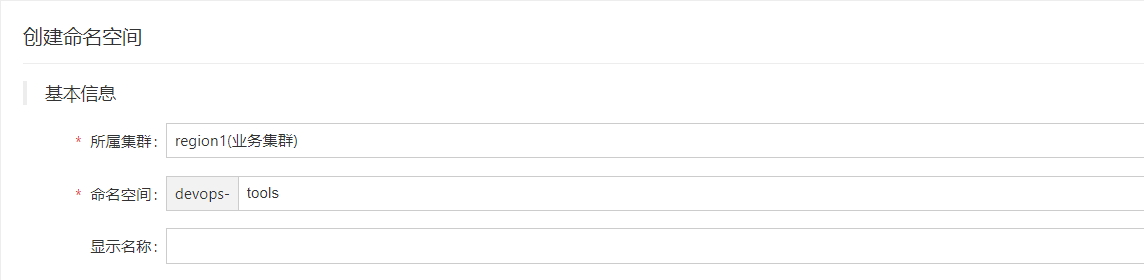 创建命名空间
基本信息
* 所属集群: region1(业务集群)
* 命名空间: devops- tools
显示名称: